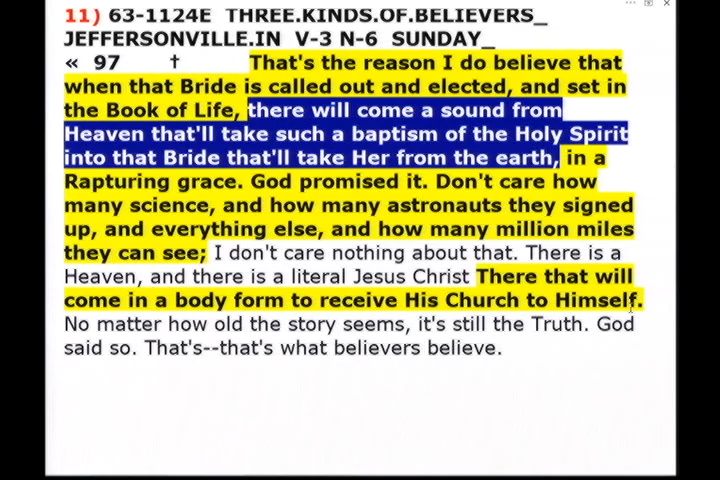 11) 63-1124E THREE.KINDS.OF.BELIEVERS_
JEFFERSONVILLE.IN V-3 N-6 SUNDAY_
« 97 † That's the reason I do believe that
when that Bride is called out and elected, and set in
the Book of Life, there will come a sound from
Heaven that'll take such a baptism of the Holy Spirit
into that Bride that'll take Her from the earth, in a
Rapturing grace. God promised it. Don't care how
many science, and how many astronauts they signed
up, and everything else, and how many million miles
they can see; I don't care nothing about that. There is a
Heaven, and there is a literal Jesus Christ There that will
come in a body form to receive His Church to Himself.
No matter how old the story seems, it's still the Truth. God
said so. That's--that's what believers believe.